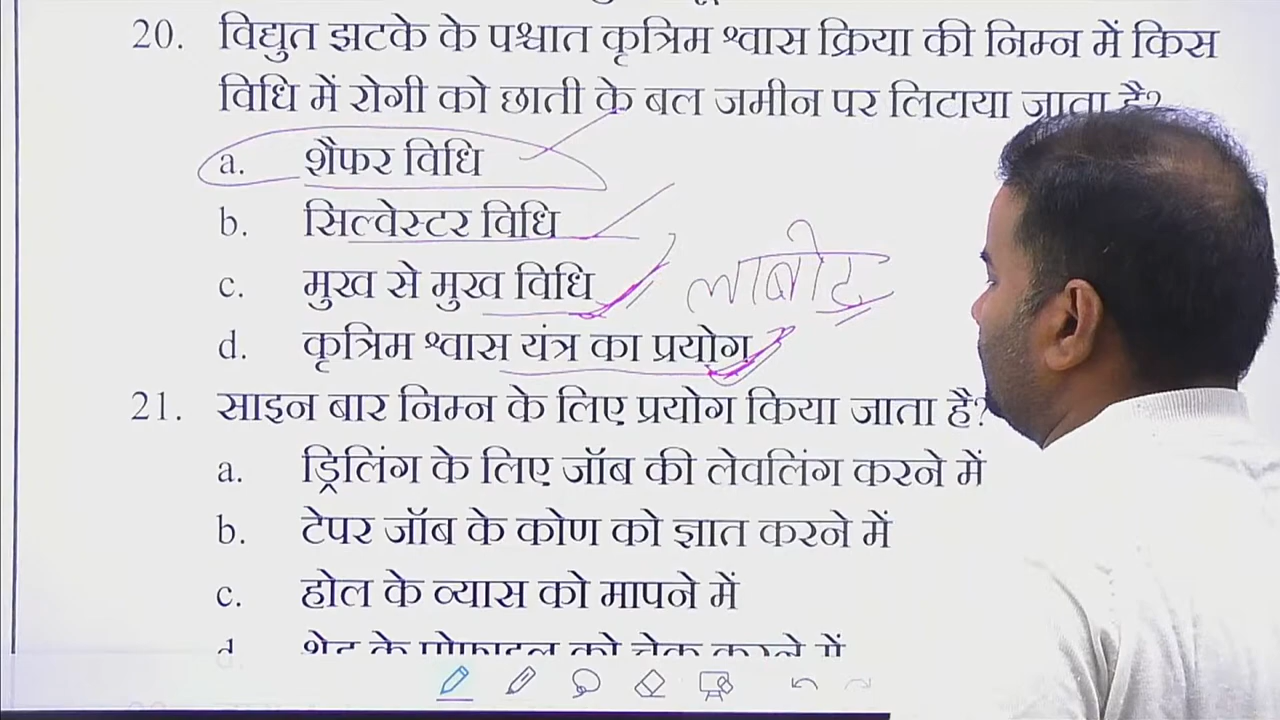 20. विद्युत झटके के पश्चात कृत्रिम श्वास क्रिया की निम्न में किस
विधि में रोगी को छाती के बल जमीन पर लिटाया जाता है?
a. शैफर विधि
b. सिल्वेस्टर विधि
c. मुख से मुख विधि
लाबोर्ट
d. कृत्रिम श्वास यंत्र का प्रयोग
21. साइन बार निम्न के लिए प्रयोग किया जाता है?
a. ड्रिलिंग के लिए जॉब की लेवलिंग करने में
b. टेपर जॉब के कोण को ज्ञात करने में
c. होल के व्यास को मापने में